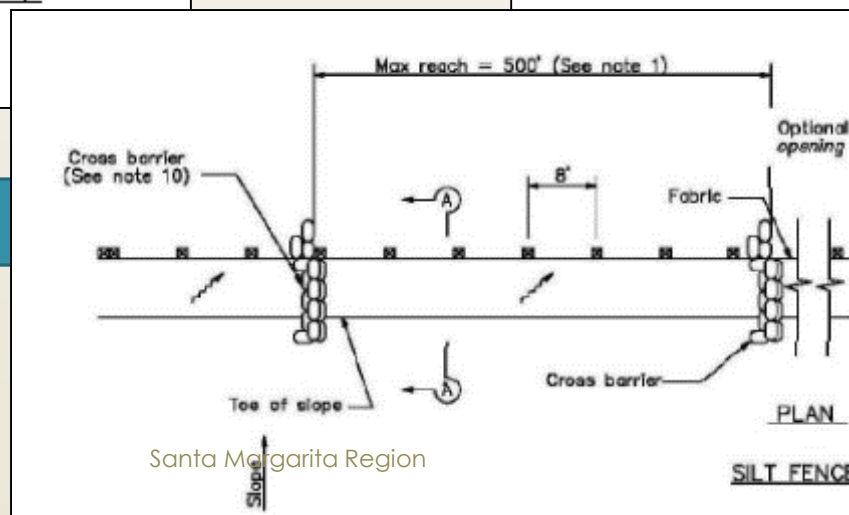 Max reach = 500' (See note 1)
Optional
opening
Cross barrier
(See note 10)
A
8'
Fabric
Toe of slope
A
Cross barrier
PLAN
Santa Margarita Region
Slope
SILT FENCE